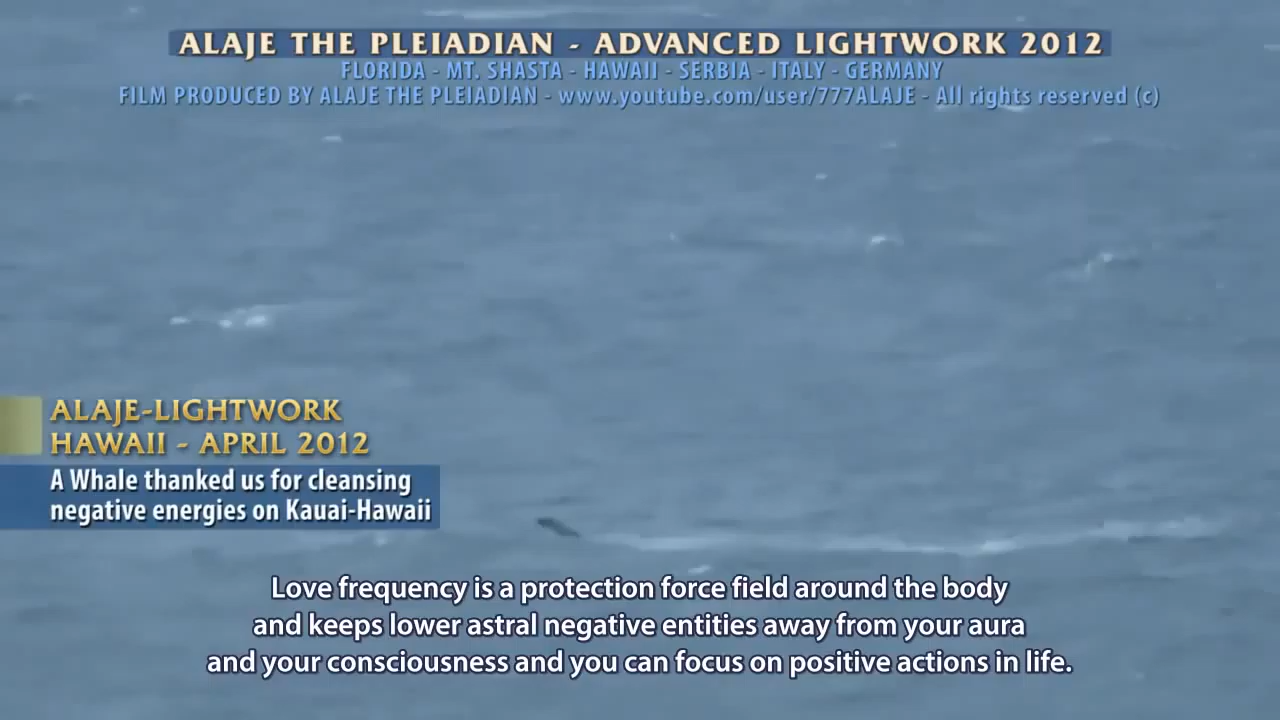 ALAJE THE PLEIADIAN - ADVANCED LIGHTWORK 2012
FLORIDA - MT. SHASTA - HAWAII - SERBIA - ITALY - GERMANY
FILM PRODUCED BY ALAJE THE PLEIADIAN - www.youtube.com/user/777ALAJE - All rights reserved (c)
ALAJE-LIGHTWORK
HAWAII - APRIL 2012
A Whale thanked us for cleansing
negative energies on Kauai-Hawaii
Love frequency is a protection force field around the body
and keeps lower astral negative entities away from your aura
and your consciousness and you can focus on positive actions in life.